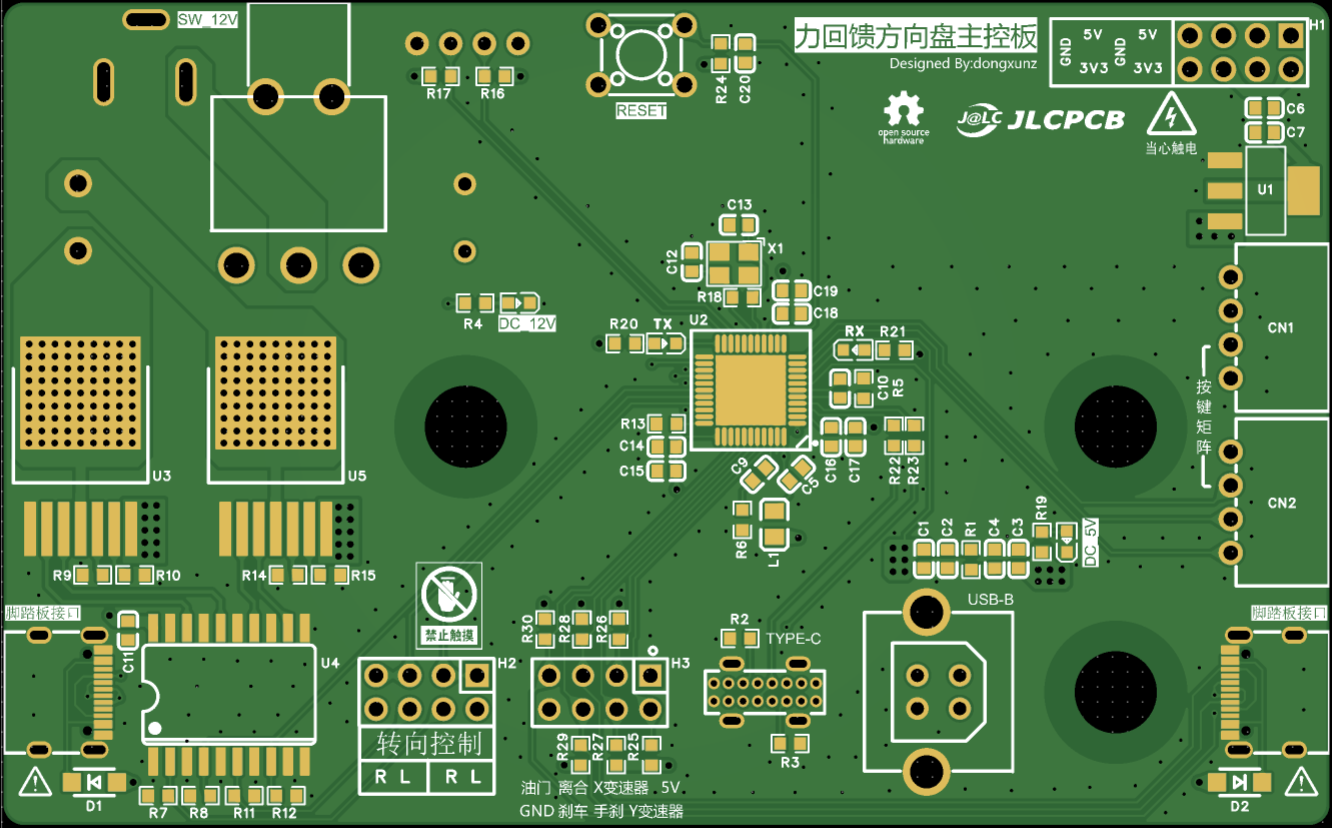 SW_12V
力回馈方向盘主控板
Designed By:dongxunz
GND
5V
3V3
GND
5V
3V3
H1
R17
R16
RESET
R24
C20
open source
hardware
J@LC JLCPCB
当心触电
C6
C7
U1
C13
C12
X1
R18
C19
C18
R4
DC_12V
R20
TX
U2
RX
R21
CN1
C10
R5
按键矩阵
R13
C14
C15
C16
C17
R22
R23
U3
U5
C9
C5
CN2
R6
L1
C1
C2
R1
C4
C3
R19
DC_5V
R9
R10
R14
R15
脚踏板接口
C11
禁止触摸
USB-B
脚踏板接口
R30
R28
R26
R2
TYPE-C
U4
H2
H3
转向控制
R L
R L
R29
R27
R25
R3
油门 离合 X变速器 5V
GND 刹车 手刹 Y变速器
D1
R7
R8
R11
R12
D2